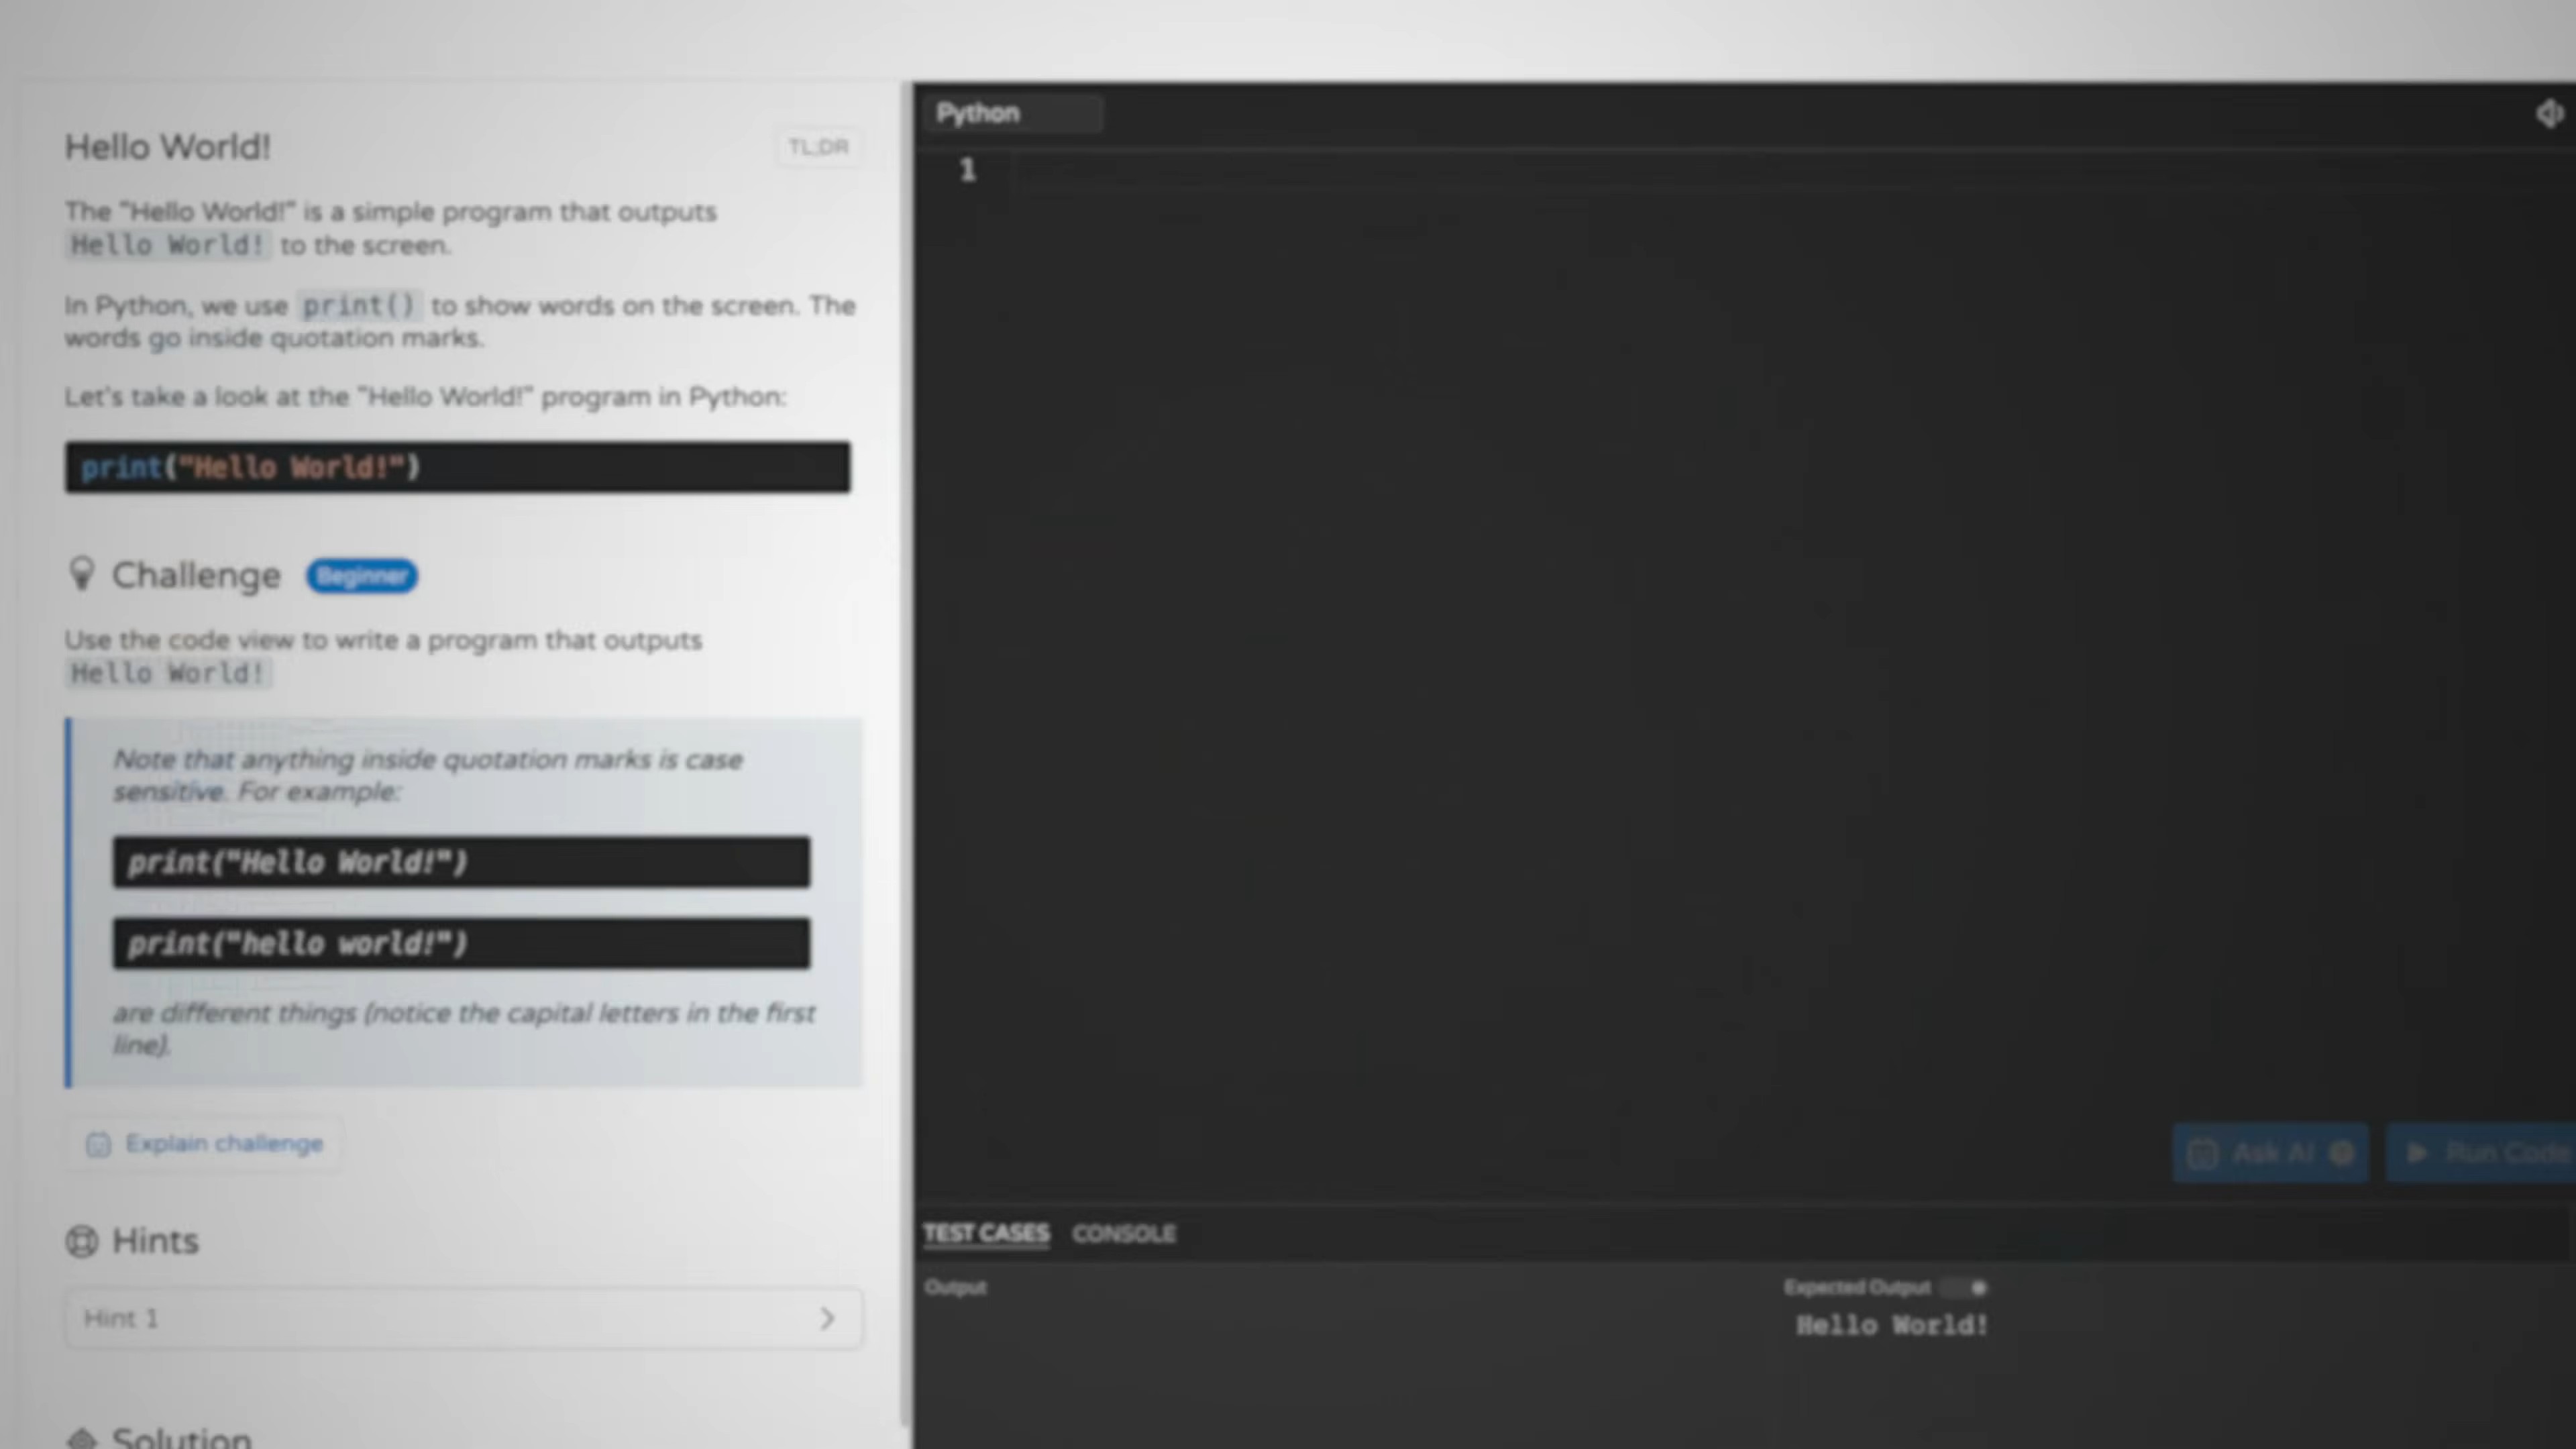 Hello World!
TL;DR
The "Hello World!" is a simple program that outputs
Hello World! to the screen.
In Python, we use print() to show words on the screen. The
words go inside quotation marks.
Let's take a look at the "Hello World!" program in Python:
print("Hello World!")
Challenge Beginner
Use the code view to write a program that outputs
Hello World!
Note that anything inside quotation marks is case
sensitive. For example:
print("Hello World!")
print("hello world!")
are different things (notice the capital letters in the first
line).
Explain challenge
Hints
Hint 1
Solution
Python
1
Ask AI
Run Code
TEST CASES CONSOLE
Output
Expected Output
Hello World!